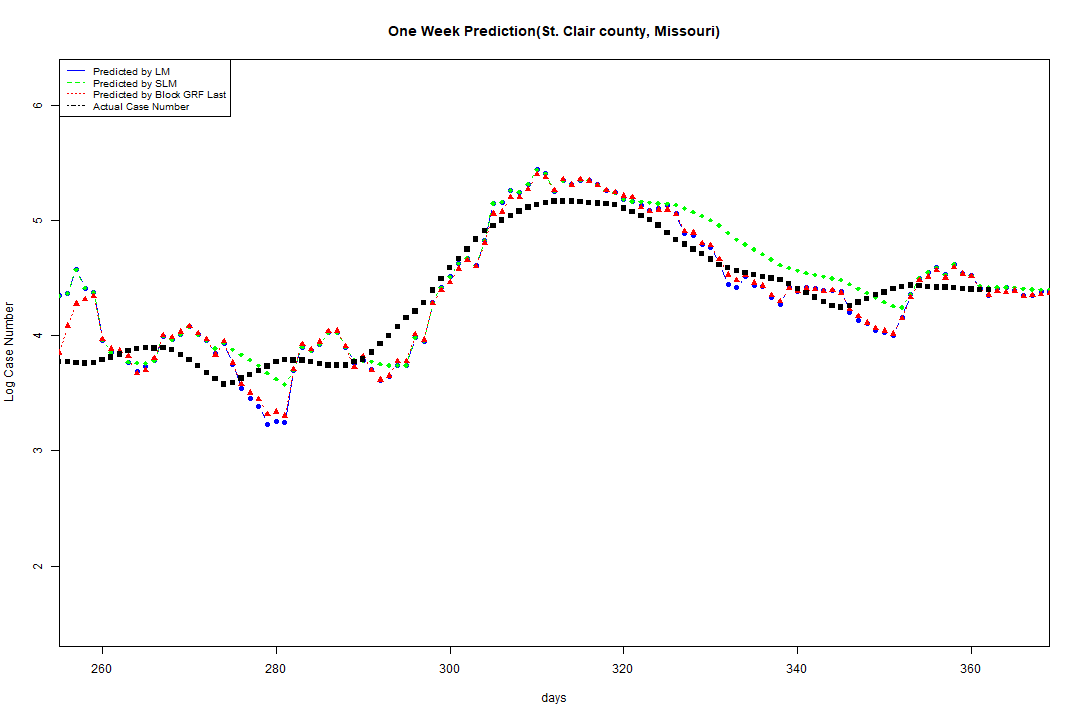 One Week Prediction(St. Clair county, Missouri)
Predicted by LM
Predicted by SLM
Predicted by Block GRF Last
Actual Case Number
6
5
4
3
2
Log Case Number
260 280 300 320 340 360
days